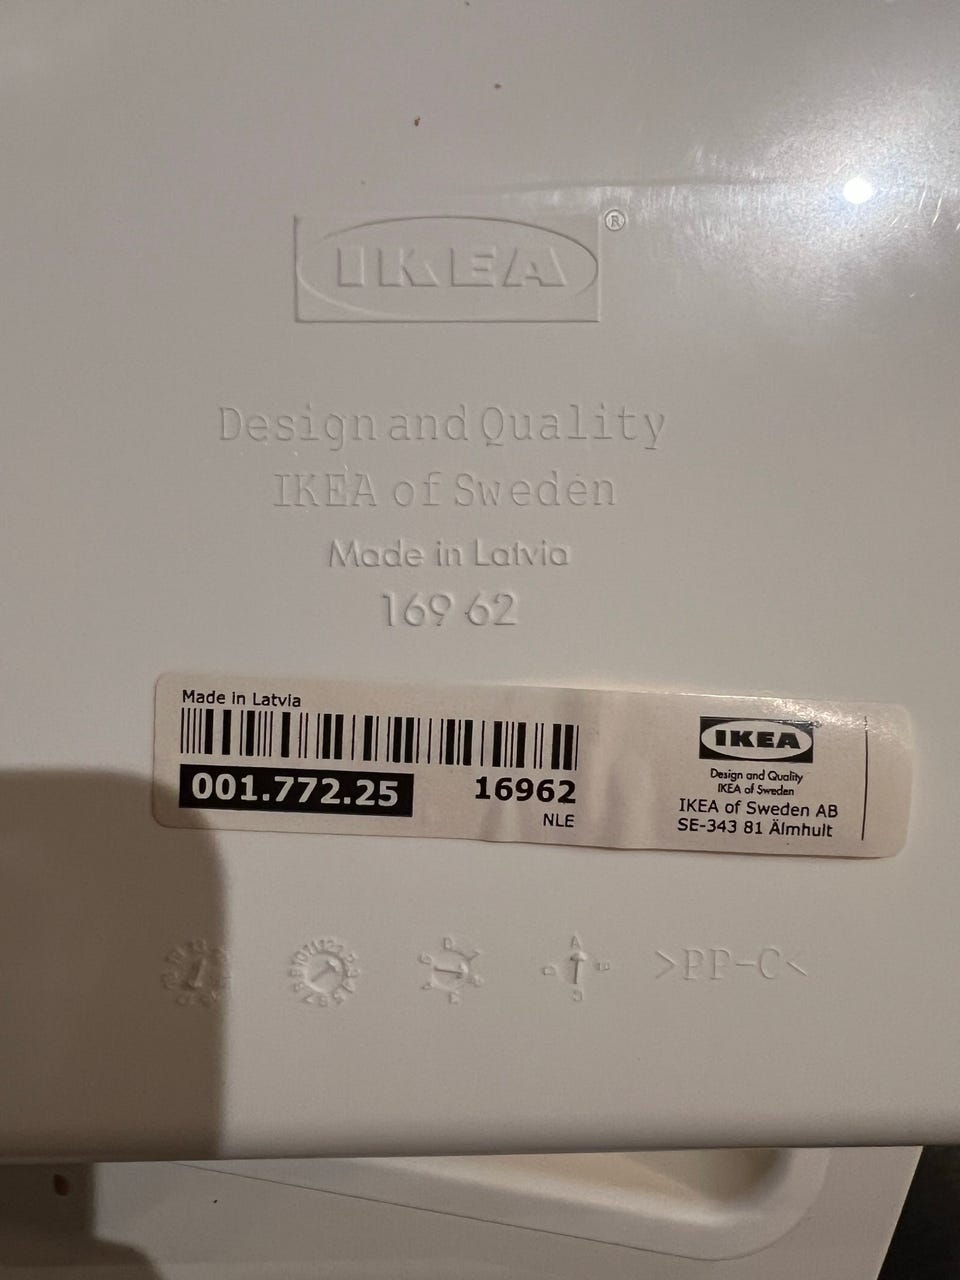 IKEA®
Design and Quality
IKEA of Sweden
Made in Latvia
169 62
Made in Latvia
001.772.25 16962
NLE
IKEA
Design and Quality
IKEA of Sweden
IKEA of Sweden AB
SE-343 81 Älmhult
>PP-C<